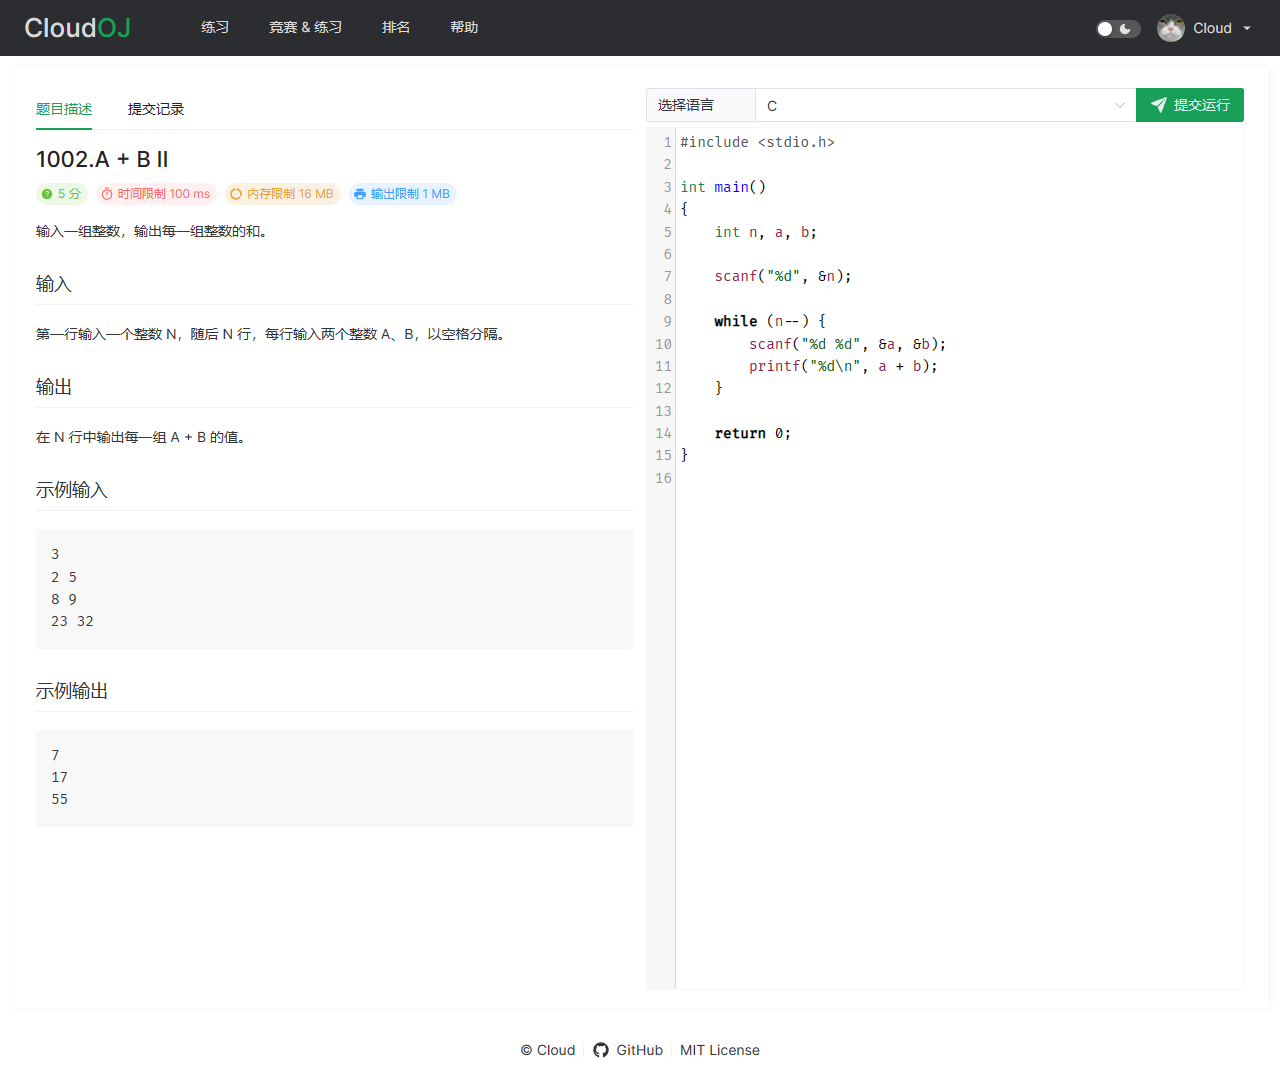 CloudOJ
练习
竞赛 & 练习
排名
帮助
Cloud
题目描述
提交记录
1002.A + B II
5 分
时间限制 100 ms
内存限制 16 MB
输出限制 1 MB
输入一组整数，输出每一组整数的和。
输入
第一行输入一个整数 N，随后 N 行，每行输入两个整数 A、B，以空格分隔。
输出
在 N 行中输出每一组 A + B 的值。
示例输入
3
2 5
8 9
23 32
示例输出
7
17
55
选择语言
C
提交运行
1 #include <stdio.h>
2
3 int main()
4 {
5     int n, a, b;
6
7     scanf("%d", &n);
8
9     while (n--) {
10         scanf("%d %d", &a, &b);
11         printf("%d\n", a + b);
12     }
13
14     return 0;
15 }
16
© Cloud
GitHub
MIT License